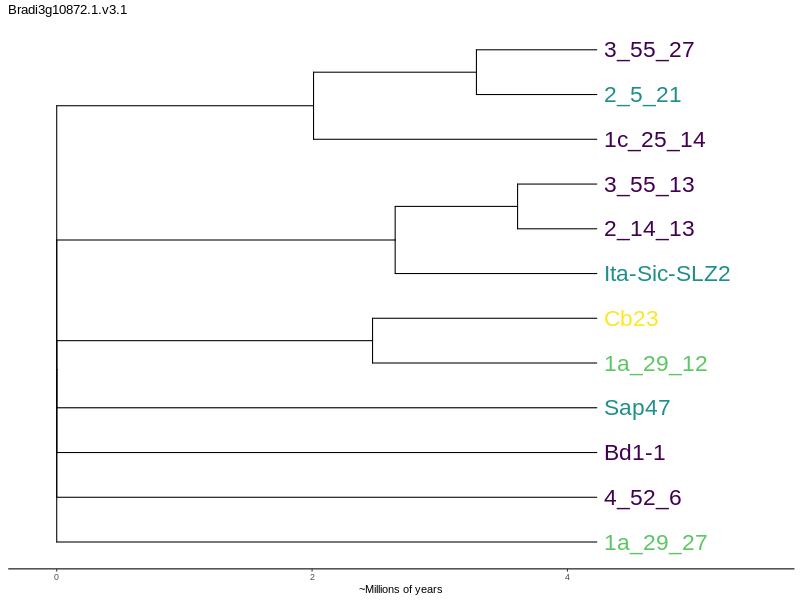 Bradi3g10872.1.v3.1
3_55_27
2_5_21
1c_25_14
3_55_13
2_14_13
Ita-Sic-SLZ2
Cb23
1a_29_12
Sap47
Bd1-1
4_52_6
1a_29_27
0 2 4
~Millions of years